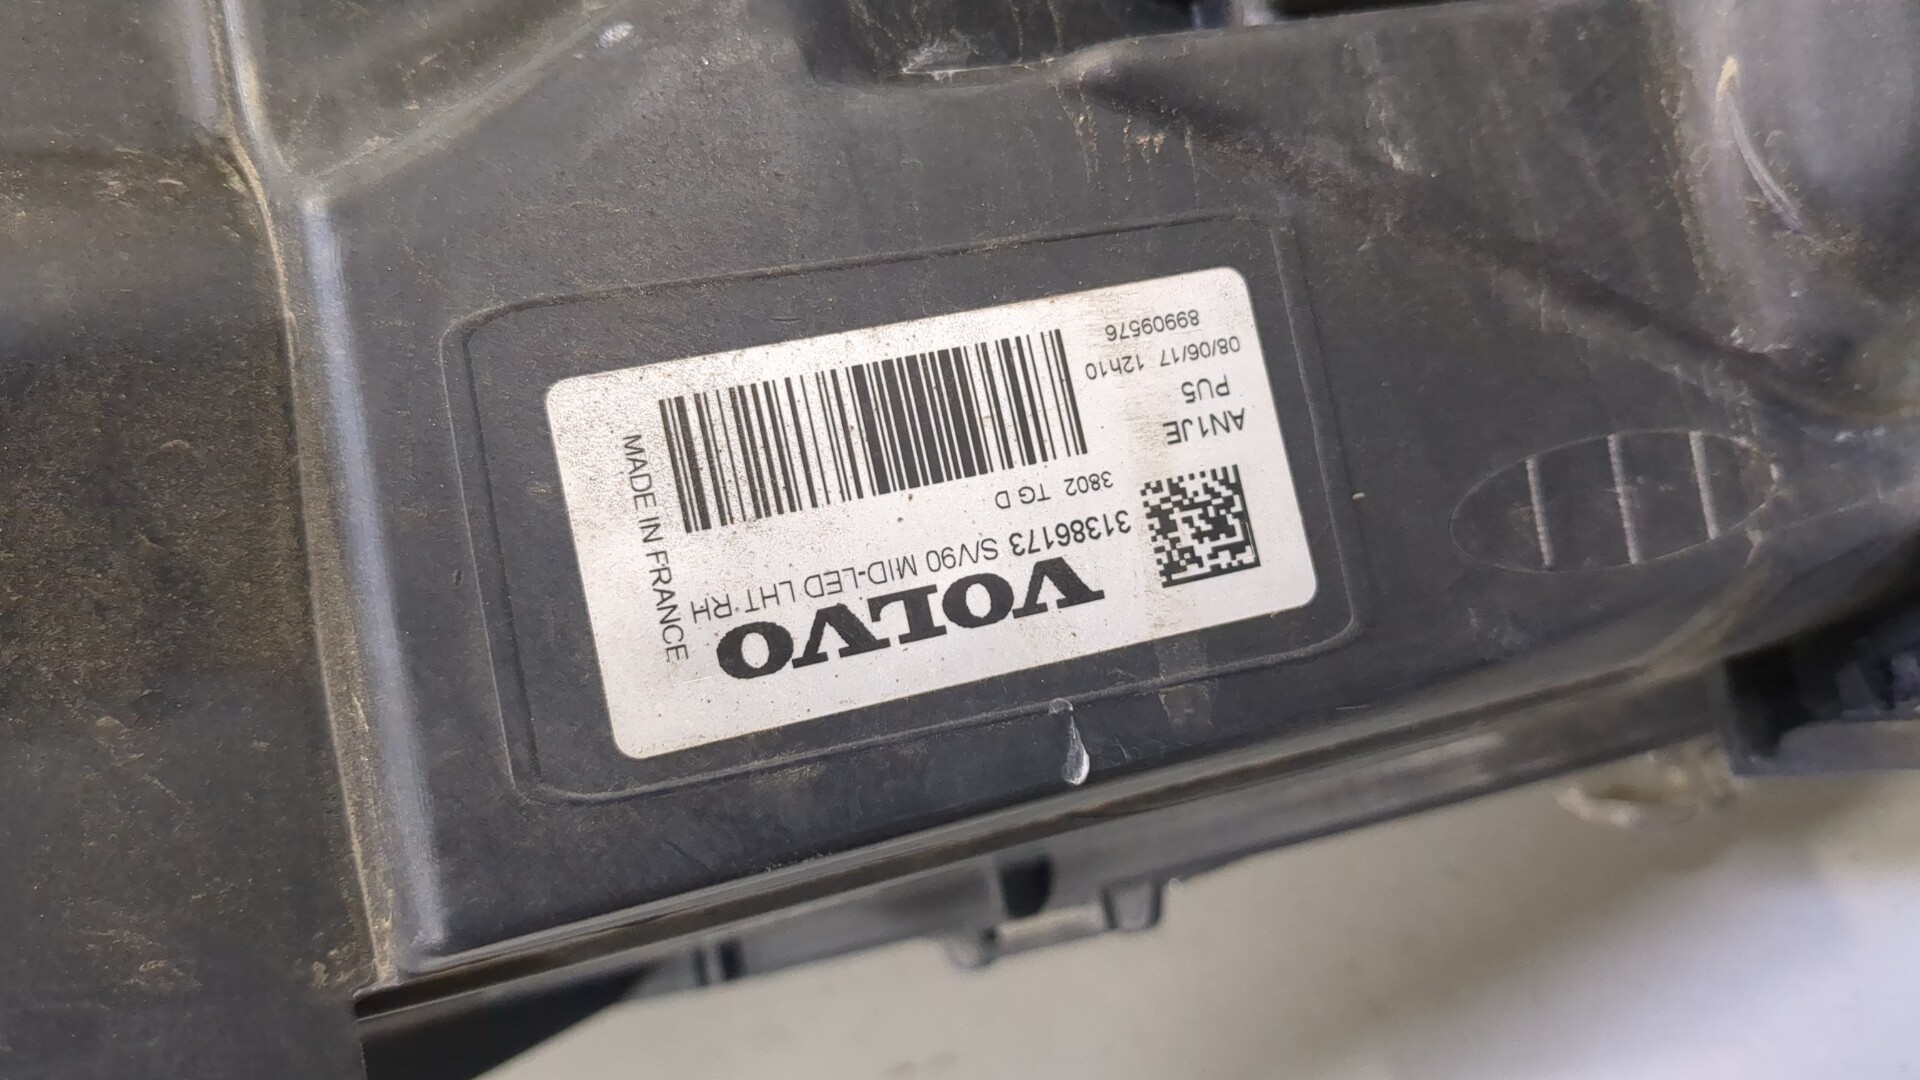 VOLVO
31386173 S/V90 MID-LED LHT RH
3802 TG D
AN1JE
PU5
08/06/17 12h10
89909576
MADE IN FRANCE